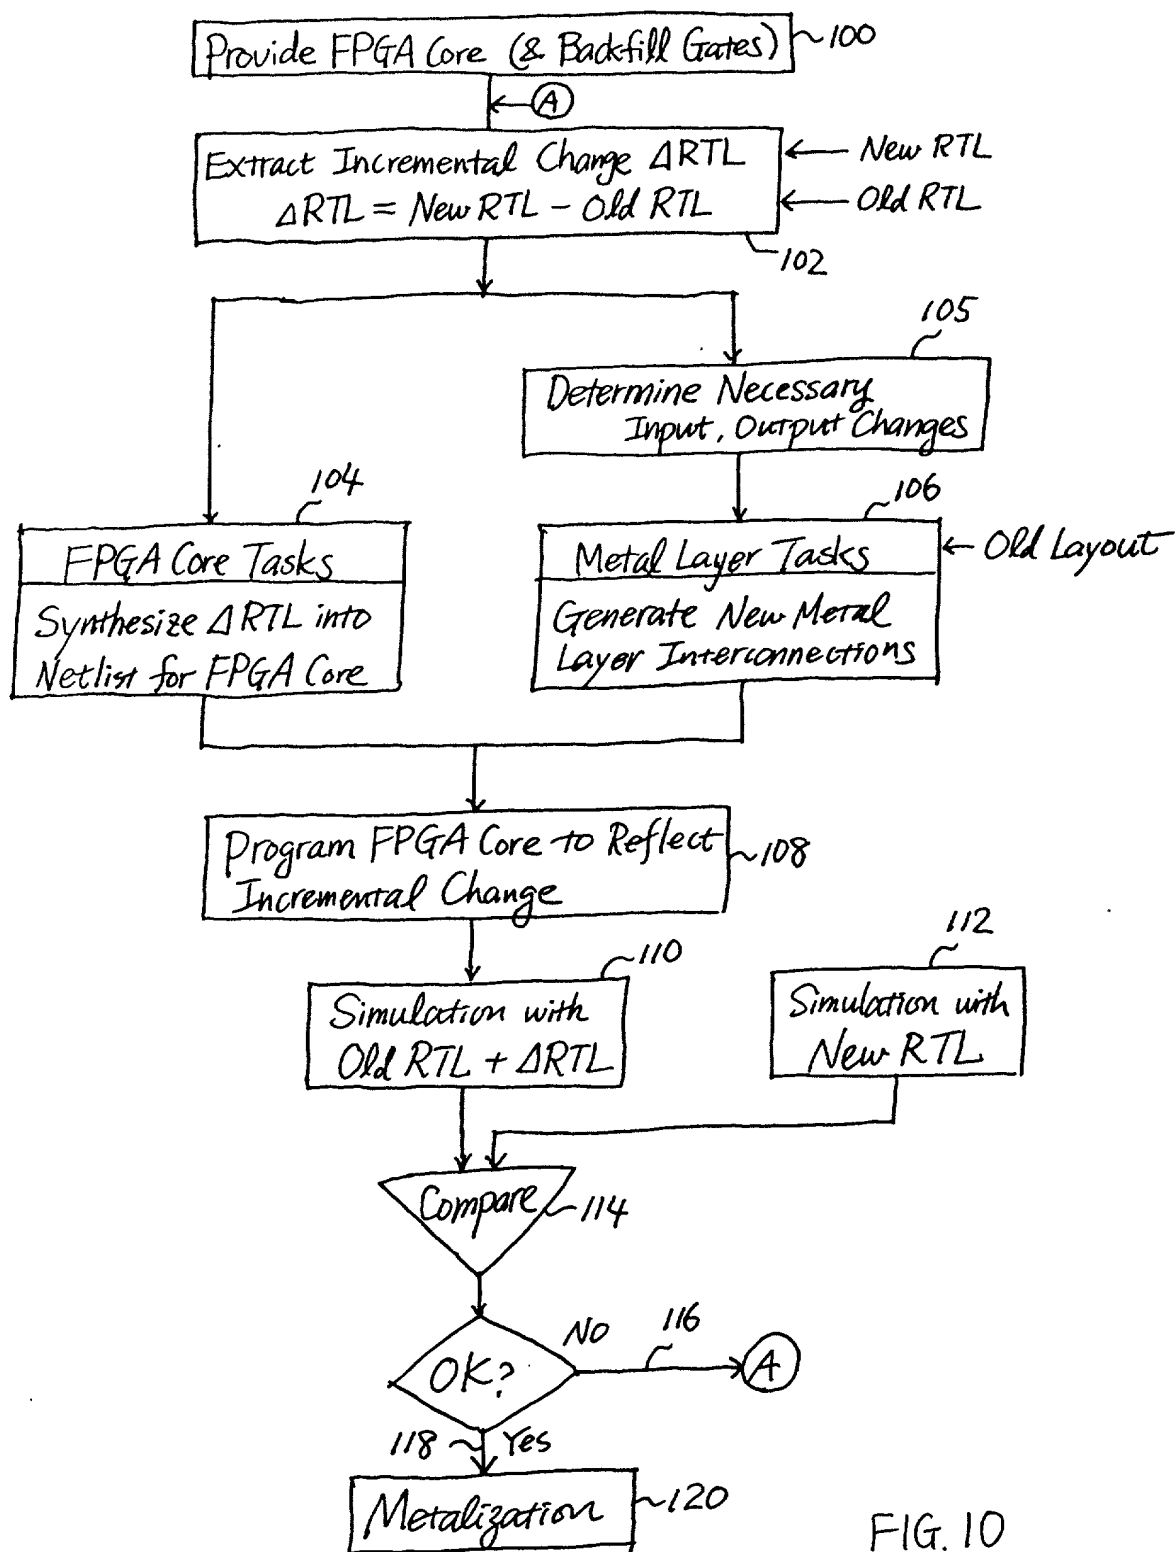 Provide FPGA Core (& Backfill Gates)
100
A
Extract Incremental Change ΔRTL
ΔRTL = New RTL - Old RTL
New RTL
Old RTL
102
105
Determine Necessary
Input, Output Changes
104
106
FPGA Core Tasks
Synthesize ΔRTL into
Netlist for FPGA Core
Metal Layer Tasks
Generate New Metal
Layer Interconnections
Old Layout
Program FPGA Core to Reflect
Incremental Change
108
110
Simulation with
Old RTL + ΔRTL
112
Simulation with
New RTL
Compare
114
OK?
NO
116
A
118
Yes
Metalization
120
FIG. 10